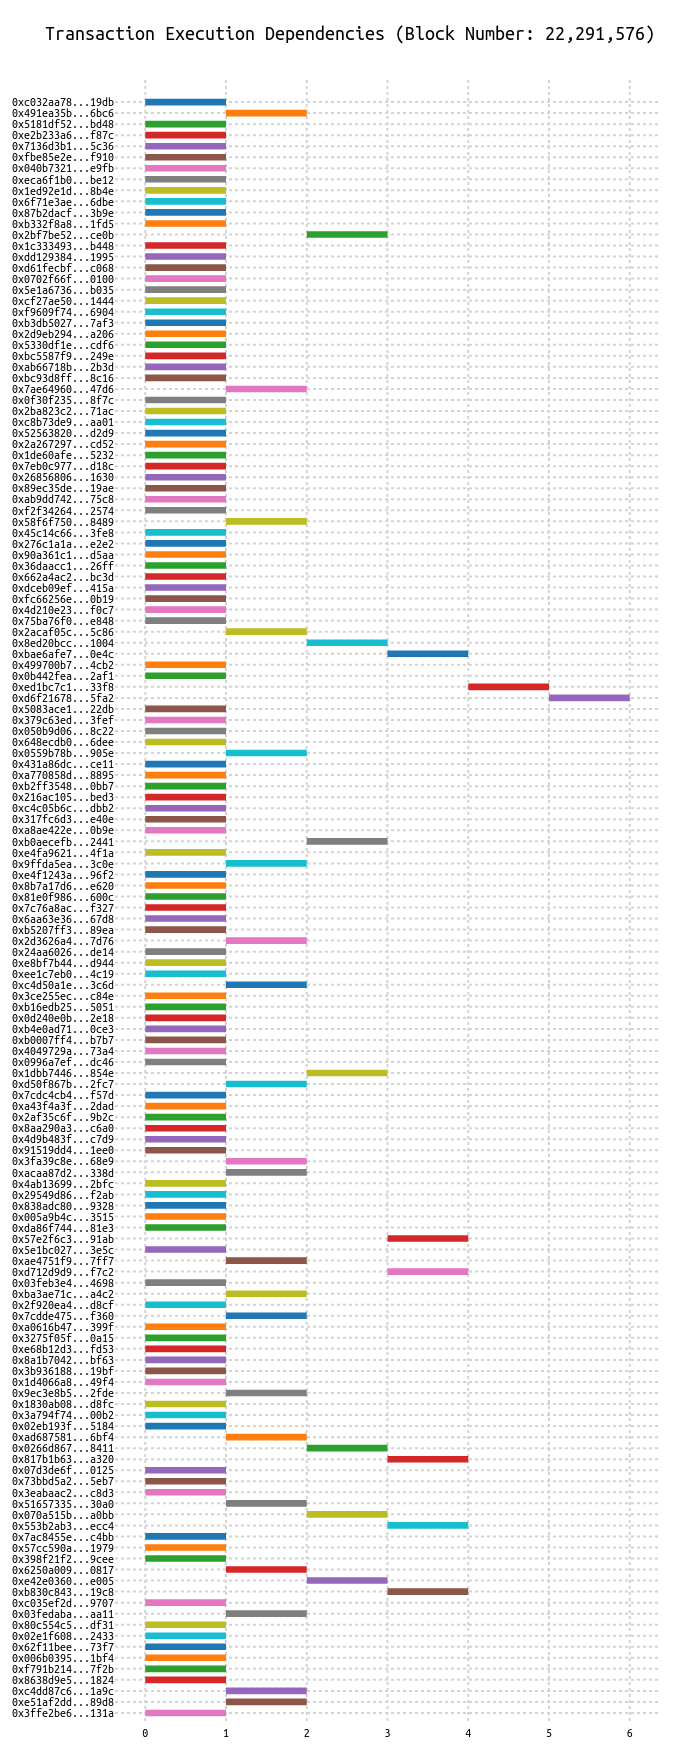 Transaction Execution Dependencies (Block Number: 22,291,576)
0xc032aa78...19db
0x491ea35b...6bc6
0x5181df52...bd48
0xe2b233a6...f87c
0x7136d3b1...5c36
0xfbe85e2e...f910
0x040b7321...e9fb
0xeca6f1b0...be12
0x1ed92e1d...8b4e
0x6f71e3ae...6dbe
0x87b2dacf...3b9e
0xb332f8a8...1fd5
0x2bf7be52...ce0b
0x1c333493...b448
0xdd129384...1995
0xd61fecbf...c068
0x0702f66f...0100
0x5e1a6736...b035
0xcf27ae50...1444
0xf9609f74...6904
0xb3db5027...7af3
0x2d9eb294...a206
0x5330df1e...cdf6
0xbc5587f9...249e
0xab66718b...2b3d
0xbc93d8ff...8c16
0x7ae64960...47d6
0x0f30f235...8f7c
0x2ba823c2...71ac
0xc8b73de9...aa01
0x52563820...d2d9
0x2a267297...cd52
0x1de60afe...5232
0x7eb0c977...d18c
0x26856806...1630
0x89ec35de...19ae
0xab9dd742...75c8
0xf2f34264...2574
0x58f6f750...8489
0x45c14c66...3fe8
0x276c1a1a...e2e2
0x90a361c1...d5aa
0x36daacc1...26ff
0x662a4ac2...bc3d
0xdceb09ef...415a
0xfc66256e...0b19
0x4d210e23...f0c7
0x75ba76f0...e848
0x2acaf05c...5c86
0x8ed20bcc...1004
0xbae6afe7...0e4c
0x499700b7...4cb2
0x0b442fea...2af1
0xed1bc7c1...33f8
0xd6f21678...5fa2
0x5083ace1...22db
0x379c63ed...3fef
0x050b9d06...8c22
0x648ecdb0...6dee
0x0559b78b...905e
0x431a86dc...ce11
0xa770858d...8895
0xb2ff3548...0bb7
0x216ac105...bed3
0xc4c05b6c...dbb2
0x317fc6d3...e40e
0xa8ae422e...0b9e
0xb0aecefb...2441
0xe4fa9621...4f1a
0x9ffda5ea...3c0e
0xe4f1243a...96f2
0x8b7a17d6...e620
0x81e0f986...600c
0x7c76a8ac...f327
0x6aa63e36...67d8
0xb5207ff3...89ea
0x2d3626a4...7d76
0x24aa6026...de14
0xe8bf7b44...d944
0xee1c7eb0...4c19
0xc4d50a1e...3c6d
0x3ce255ec...c84e
0xb16edb25...5051
0x0d240e0b...2e18
0xb4e0ad71...0ce3
0xb0007ff4...b7b7
0x4049729a...73a4
0x0996a7ef...dc46
0x1dbb7446...854e
0xd50f867b...2fc7
0x7cdc4cb4...f57d
0xa43f4a3f...2dad
0x2af35c6f...9b2c
0x8aa290a3...c6a0
0x4d9b483f...c7d9
0x91519dd4...1ee0
0x3fa39c8e...68e9
0xacaa87d2...338d
0x4ab13699...2bfc
0x29549d86...f2ab
0x838adc80...9328
0x005a9b4c...3515
0xda86f744...81e3
0x57e2f6c3...91ab
0x5e1bc027...3e5c
0xae4751f9...7ff7
0xd712d9d9...f7c2
0x03feb3e4...4698
0xba3ae71c...a4c2
0x2f920ea4...d8cf
0x7cdde475...f360
0xa0616b47...399f
0x3275f05f...0a15
0xe68b12d3...fd53
0x8a1b7042...bf63
0x3b936188...19bf
0x1d4066a8...49f4
0x9ec3e8b5...2fde
0x1830ab08...d8fc
0x3a794f74...00b2
0x02eb193f...5184
0xad687581...6bf4
0x0266d867...8411
0x817b1b63...a320
0x07d3de6f...0125
0x73bbd5a2...5eb7
0x3eabaac2...c8d3
0x51657335...30a0
0x070a515b...a0bb
0x553b2ab3...ecc4
0x7ac8455e...c4bb
0x57cc590a...1979
0x398f21f2...9cee
0x6250a009...0817
0xe42e0360...e005
0xb830c843...19c8
0xc035ef2d...9707
0x03fedaba...aa11
0x80c554c5...df31
0x02e1f608...2433
0x62f11bee...73f7
0x006b0395...1bf4
0xf791b214...7f2b
0x8638d9e5...1824
0xc4dd87c6...1a9c
0xe51af2dd...89d8
0x3ffe2be6...131a
0 1 2 3 4 5 6